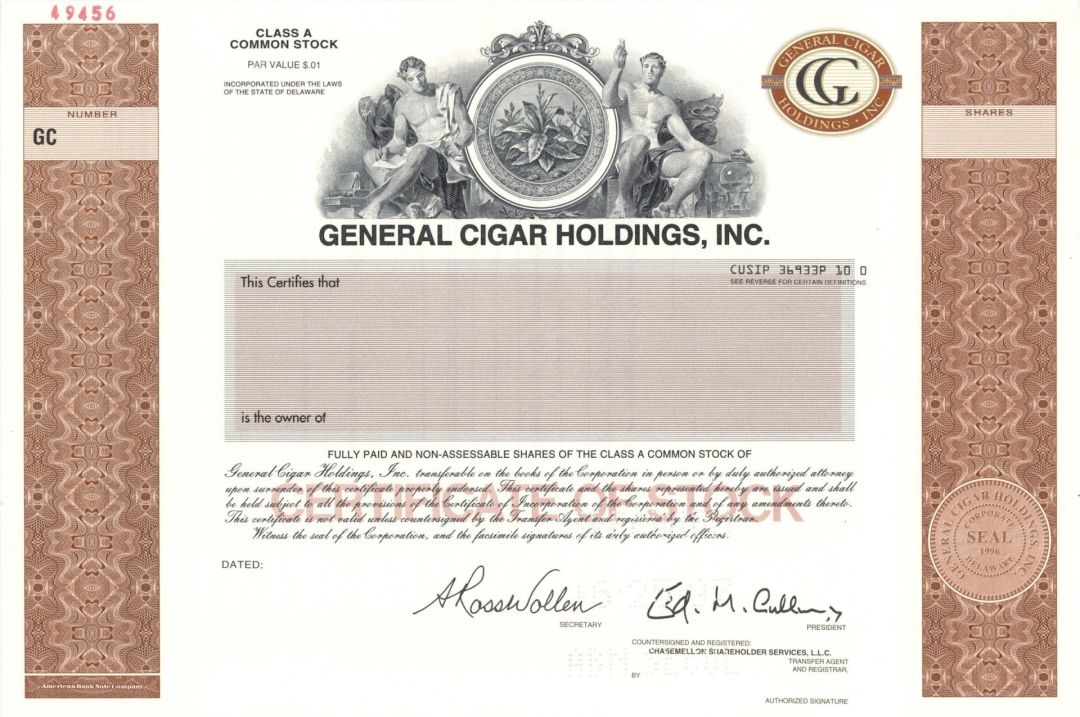 49456
CLASS A
COMMON STOCK
PAR VALUE $.01
INCORPORATED UNDER THE LAWS
OF THE STATE OF DELAWARE
GENERAL CIGAR
CG
HOLDINGS · INC
NUMBER
GC
SHARES
GENERAL CIGAR HOLDINGS, INC.
This Certifies that
CUSIP 36933P 10 0
SEE REVERSE FOR CERTAIN DEFINITIONS
is the owner of
FULLY PAID AND NON-ASSESSABLE SHARES OF THE CLASS A COMMON STOCK OF
General Cigar Holdings, Inc. transferable on the books of the Corporation in person or by duly authorized attorney
upon surrender of this certificate properly endorsed. This certificate and the shares represented hereby are issued and shall
be held subject to all the provisions of the Certificate of Incorporation of the Corporation and of any amendments thereto.
This certificate is not valid unless countersigned by the Transfer Agent and registered by the Registrar.
Witness the seal of the Corporation, and the facsimile signatures of its duly authorized officers.
CERTIFICATE OF STOCK
GENERAL CIGAR HOLDINGS, INC
CORPORATE
SEAL
1996
DELAWARE
DATED:
A Ross Wollen
SECRETARY
Ed. M. Cullman, Jr
PRESIDENT
COUNTERSIGNED AND REGISTERED:
CHASEMELLON SHAREHOLDER SERVICES, L.L.C.
TRANSFER AGENT
AND REGISTRAR,
BY
AUTHORIZED SIGNATURE
American Bank Note Company